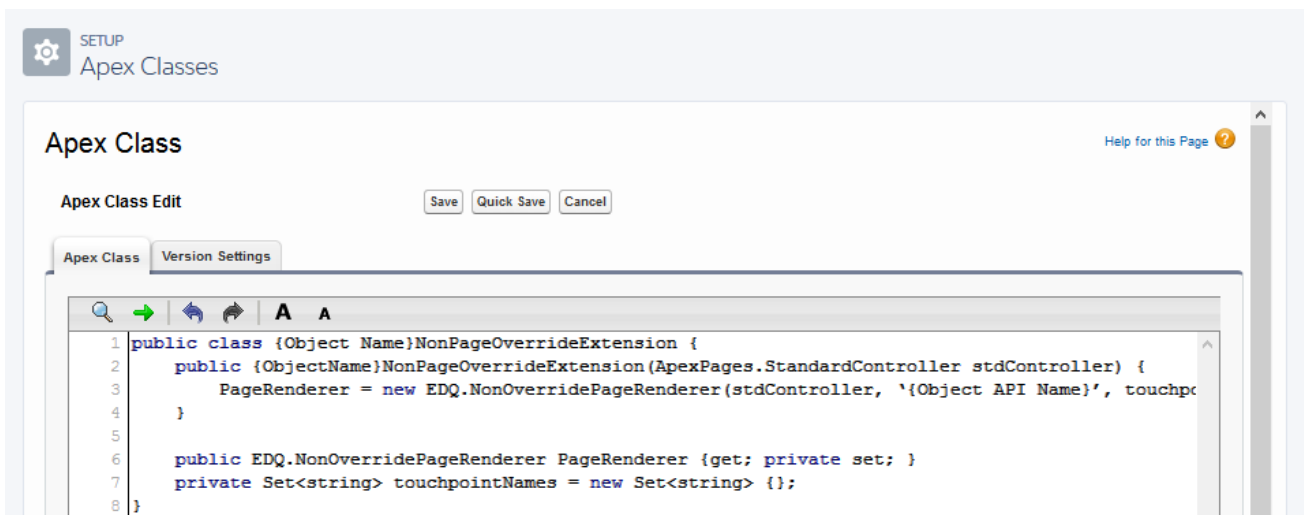 SETUP
Apex Classes
Apex Class
Help for this Page ?
Apex Class Edit
Save Quick Save Cancel
Apex Class Version Settings
A A
1 public class {Object Name}NonPageOverrideExtension {
2 public {ObjectName}NonPageOverrideExtension(ApexPages.StandardController stdController) {
3 PageRenderer = new EDQ.NonOverridePageRenderer(stdController, ‘{Object API Name}’, touchpo
4 }
5
6 public EDQ.NonOverridePageRenderer PageRenderer {get; private set; }
7 private Set<string> touchpointNames = new Set<string> {};
8 }